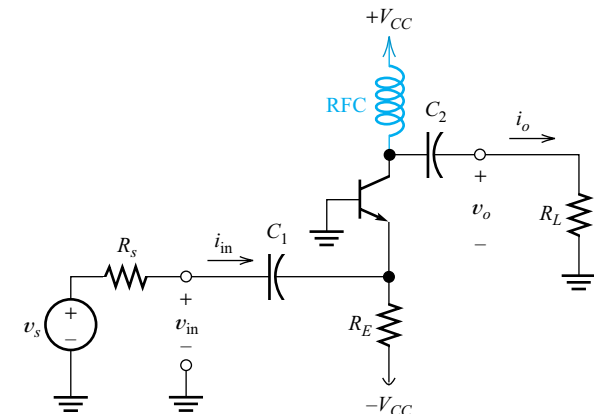 +V_CC
RFC
C_2
i_o
+
v_o
–
R_L
C_1
i_in
R_s
+
v_in
–
+
v_s
–
R_E
–V_CC